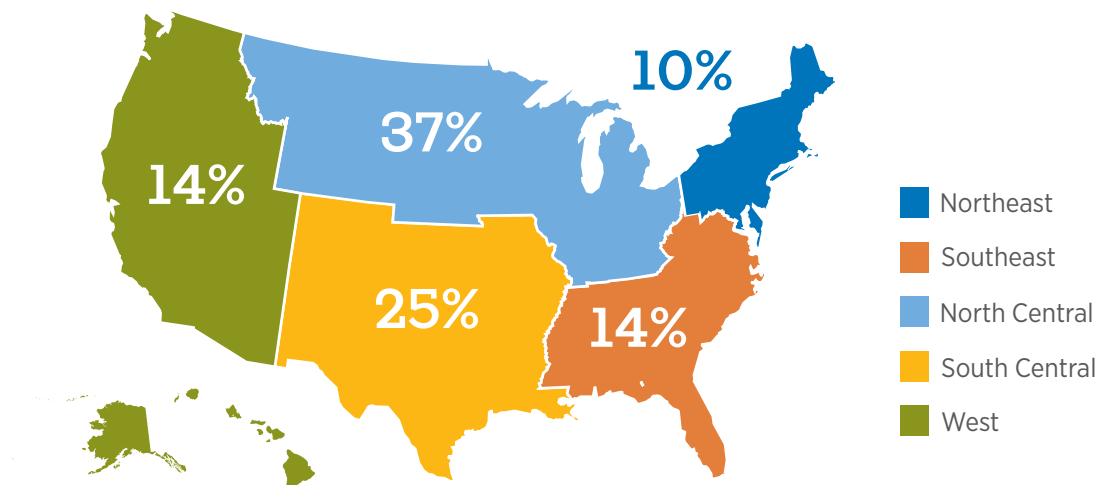 10%
37%
14%
25%
14%
Northeast
Southeast
North Central
South Central
West